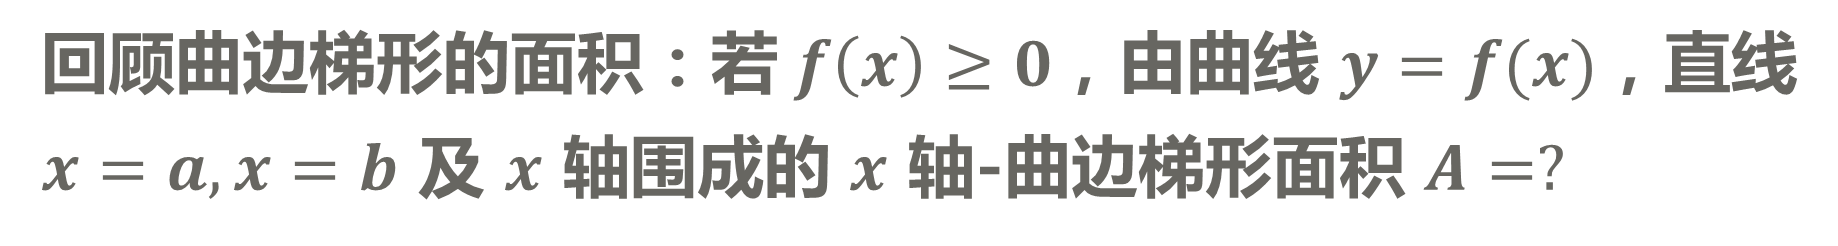 回顾曲边梯形的面积：若 f(x) ≥ 0，由曲线 y = f(x)，直线
x = a, x = b 及 x 轴围成的 x 轴-曲边梯形面积 A =?